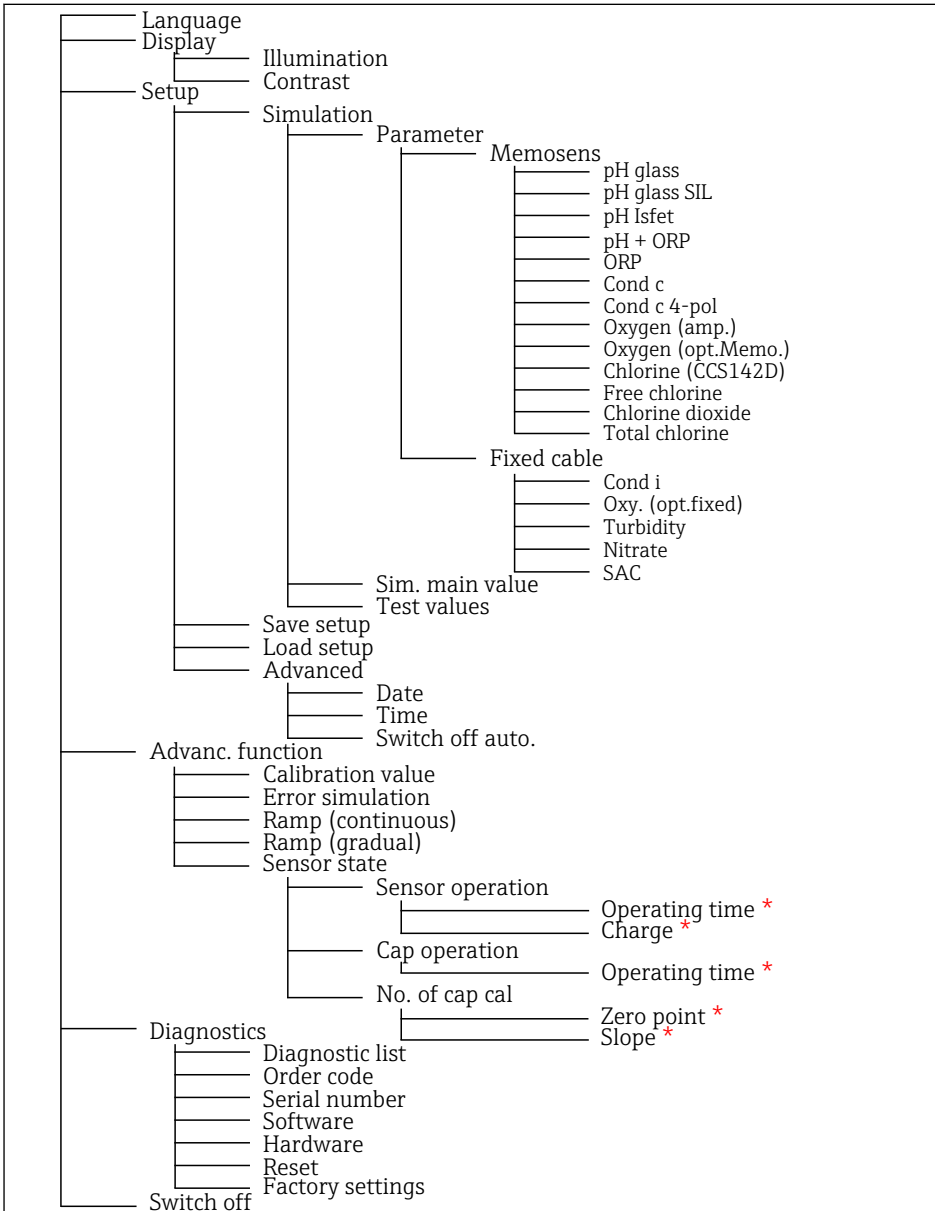 Language
Display
Illumination
Contrast
Setup
Simulation
Parameter
Memosens
pH glass
pH glass SIL
pH Isfet
pH + ORP
ORP
Cond c
Cond c 4-pol
Oxygen (amp.)
Oxygen (opt.Memo.)
Chlorine (CCS142D)
Free chlorine
Chlorine dioxide
Total chlorine
Fixed cable
Cond i
Oxy. (opt.fixed)
Turbidity
Nitrate
SAC
Sim. main value
Test values
Save setup
Load setup
Advanced
Date
Time
Switch off auto.
Advanc. function
Calibration value
Error simulation
Ramp (continuous)
Ramp (gradual)
Sensor state
Sensor operation
Operating time *
Charge *
Cap operation
Operating time *
No. of cap cal
Zero point *
Slope *
Diagnostics
Diagnostic list
Order code
Serial number
Software
Hardware
Reset
Factory settings
Switch off